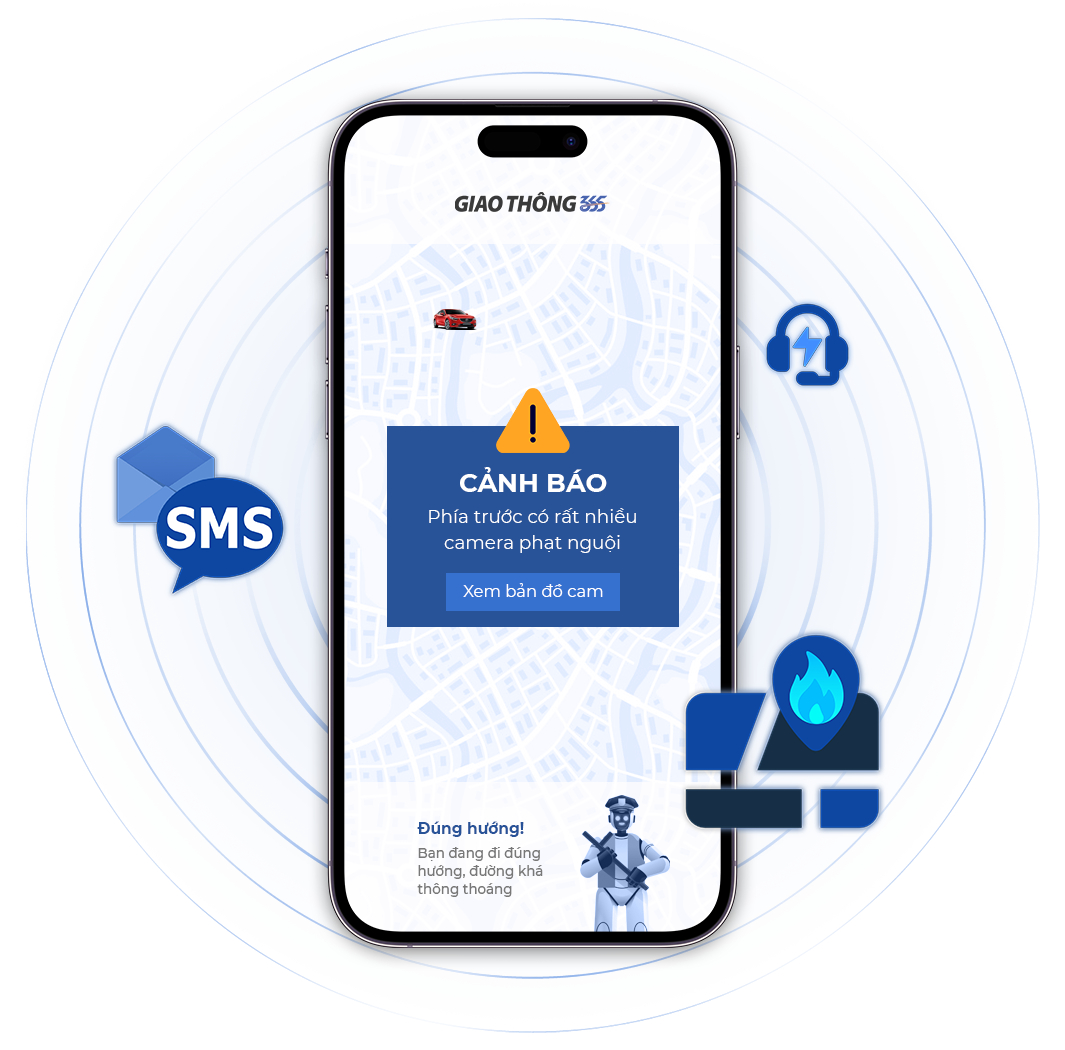 GIAO THÔNG 365
CẢNH BÁO
Phía trước có rất nhiều
camera phạt nguội
Xem bản đồ cam
SMS
Đúng hướng!
Bạn đang đi đúng
hướng, đường khá
thông thoáng